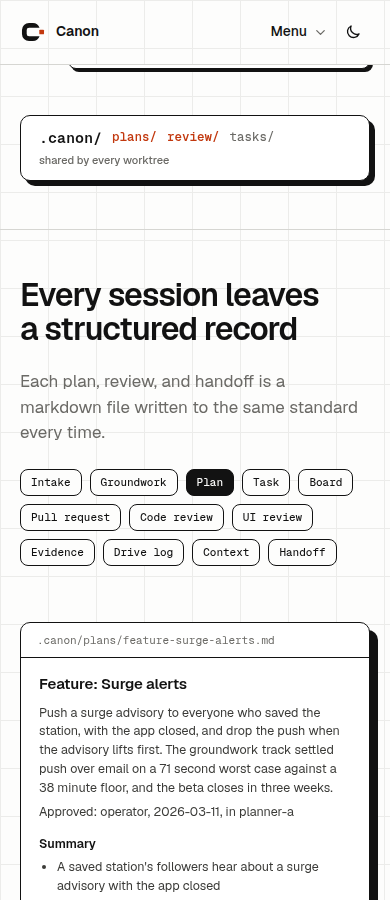 Canon
Menu
.canon/ plans/ review/ tasks/
shared by every worktree
Every session leaves
a structured record
Each plan, review, and handoff is a
markdown file written to the same standard
every time.
Intake Groundwork Plan Task Board
Pull request Code review UI review
Evidence Drive log Context Handoff
.canon/plans/feature-surge-alerts.md
Feature: Surge alerts
Push a surge advisory to everyone who saved the
station, with the app closed, and drop the push when
the advisory lifts first. The groundwork track settled
push over email on a 71 second worst case against a
38 minute floor, and the beta closes in three weeks.
Approved: operator, 2026-03-11, in planner-a
Summary
• A saved station's followers hear about a surge
advisory with the app closed